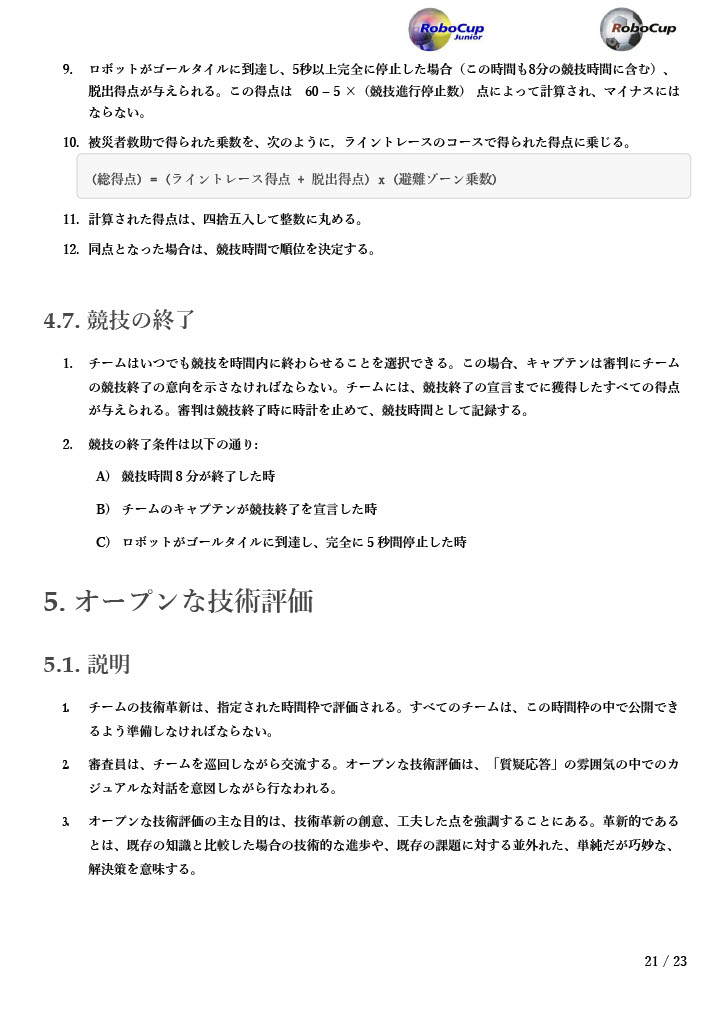 RoboCup
Junior
RoboCup
9. ロボットがゴールタイルに到達し、5秒以上完全に停止した場合（この時間も8分の競技時間に含む）、
脱出得点が与えられる。この得点は　60 – 5 ×（競技進行停止数） 点によって計算され、マイナスには
ならない。
10. 被災者救助で得られた乗数を、次のように，ライントレースのコースで得られた得点に乗じる。
（総得点）=（ライントレース得点 + 脱出得点）x（避難ゾーン乗数）
11. 計算された得点は、四捨五入して整数に丸める。
12. 同点となった場合は、競技時間で順位を決定する。
4.7. 競技の終了
1. チームはいつでも競技を時間内に終わらせることを選択できる。この場合、キャプテンは審判にチーム
の競技終了の意向を示さなければならない。チームには、競技終了の宣言までに獲得したすべての得点
が与えられる。審判は競技終了時に時計を止めて、競技時間として記録する。
2. 競技の終了条件は以下の通り:
A） 競技時間 8 分が終了した時
B） チームのキャプテンが競技終了を宣言した時
C） ロボットがゴールタイルに到達し、完全に 5 秒間停止した時
5. オープンな技術評価
5.1. 説明
1. チームの技術革新は、指定された時間枠で評価される。すべてのチームは、この時間枠の中で公開でき
るよう準備しなければならない。
2. 審査員は、チームを巡回しながら交流する。オープンな技術評価は、「質疑応答」の雰囲気の中でのカ
ジュアルな対話を意図しながら行なわれる。
3. オープンな技術評価の主な目的は、技術革新の創意、工夫した点を強調することにある。革新的である
とは、既存の知識と比較した場合の技術的な進歩や、既存の課題に対する並外れた、単純だが巧妙な、
解決策を意味する。
21 / 23